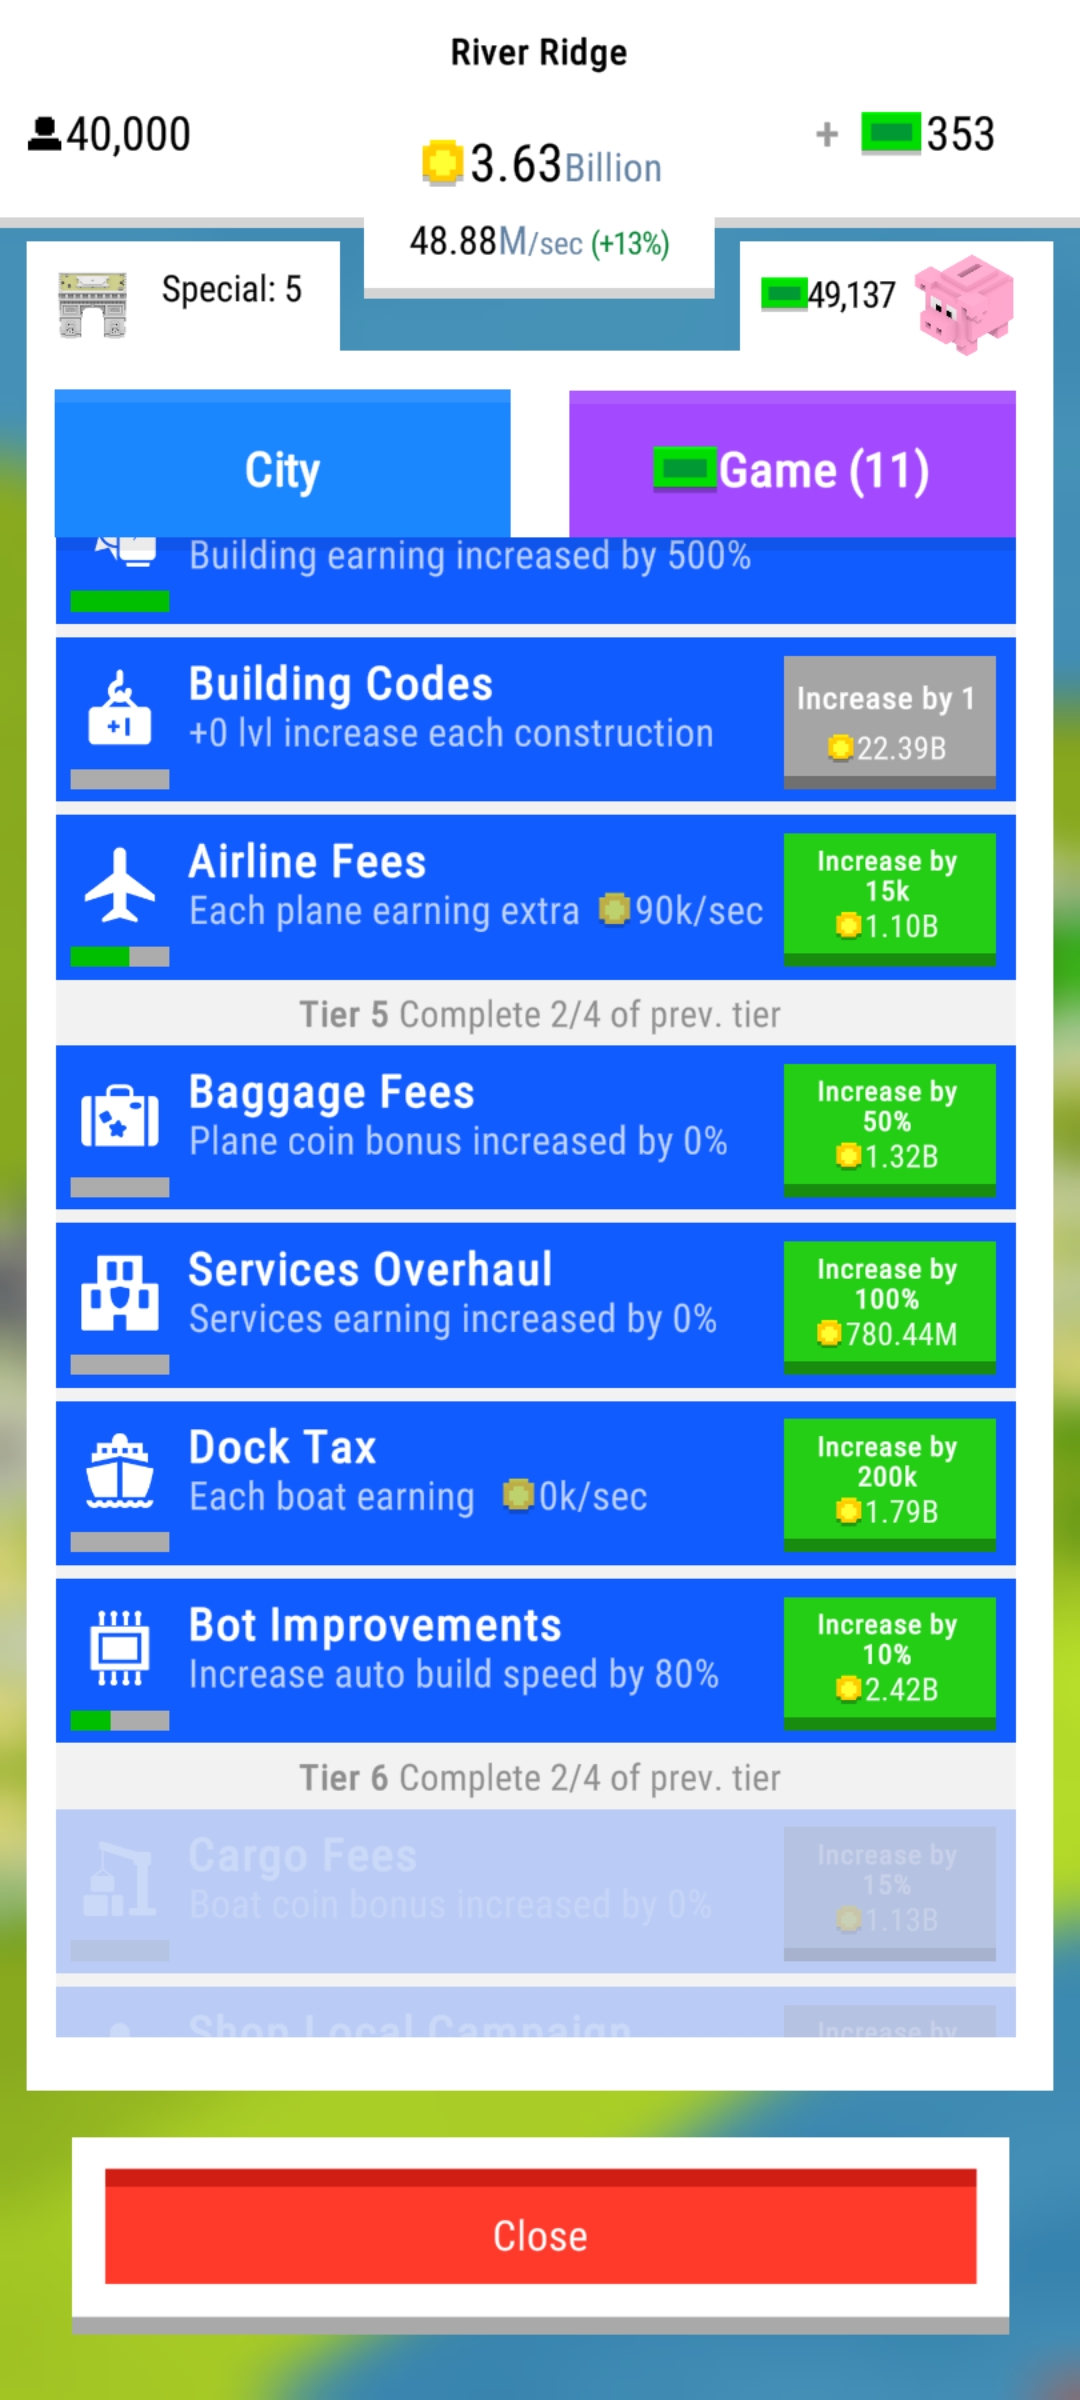 River Ridge
40,000
3.63 Billion
+ 353
48.88M/sec (+13%)
Special: 5
49,137
City
Game (11)
Building earning increased by 500%
Building Codes
+0 lvl increase each construction
Increase by 1
22.39B
Airline Fees
Each plane earning extra 90k/sec
Increase by
15k
1.10B
Tier 5 Complete 2/4 of prev. tier
Baggage Fees
Plane coin bonus increased by 0%
Increase by
50%
1.32B
Services Overhaul
Services earning increased by 0%
Increase by
100%
780.44M
Dock Tax
Each boat earning 0k/sec
Increase by
200k
1.79B
Bot Improvements
Increase auto build speed by 80%
Increase by
10%
2.42B
Tier 6 Complete 2/4 of prev. tier
Cargo Fees
Boat coin bonus increased by 0%
Increase by
15%
1.13B
Shop Local Campaign
Increase by
Close